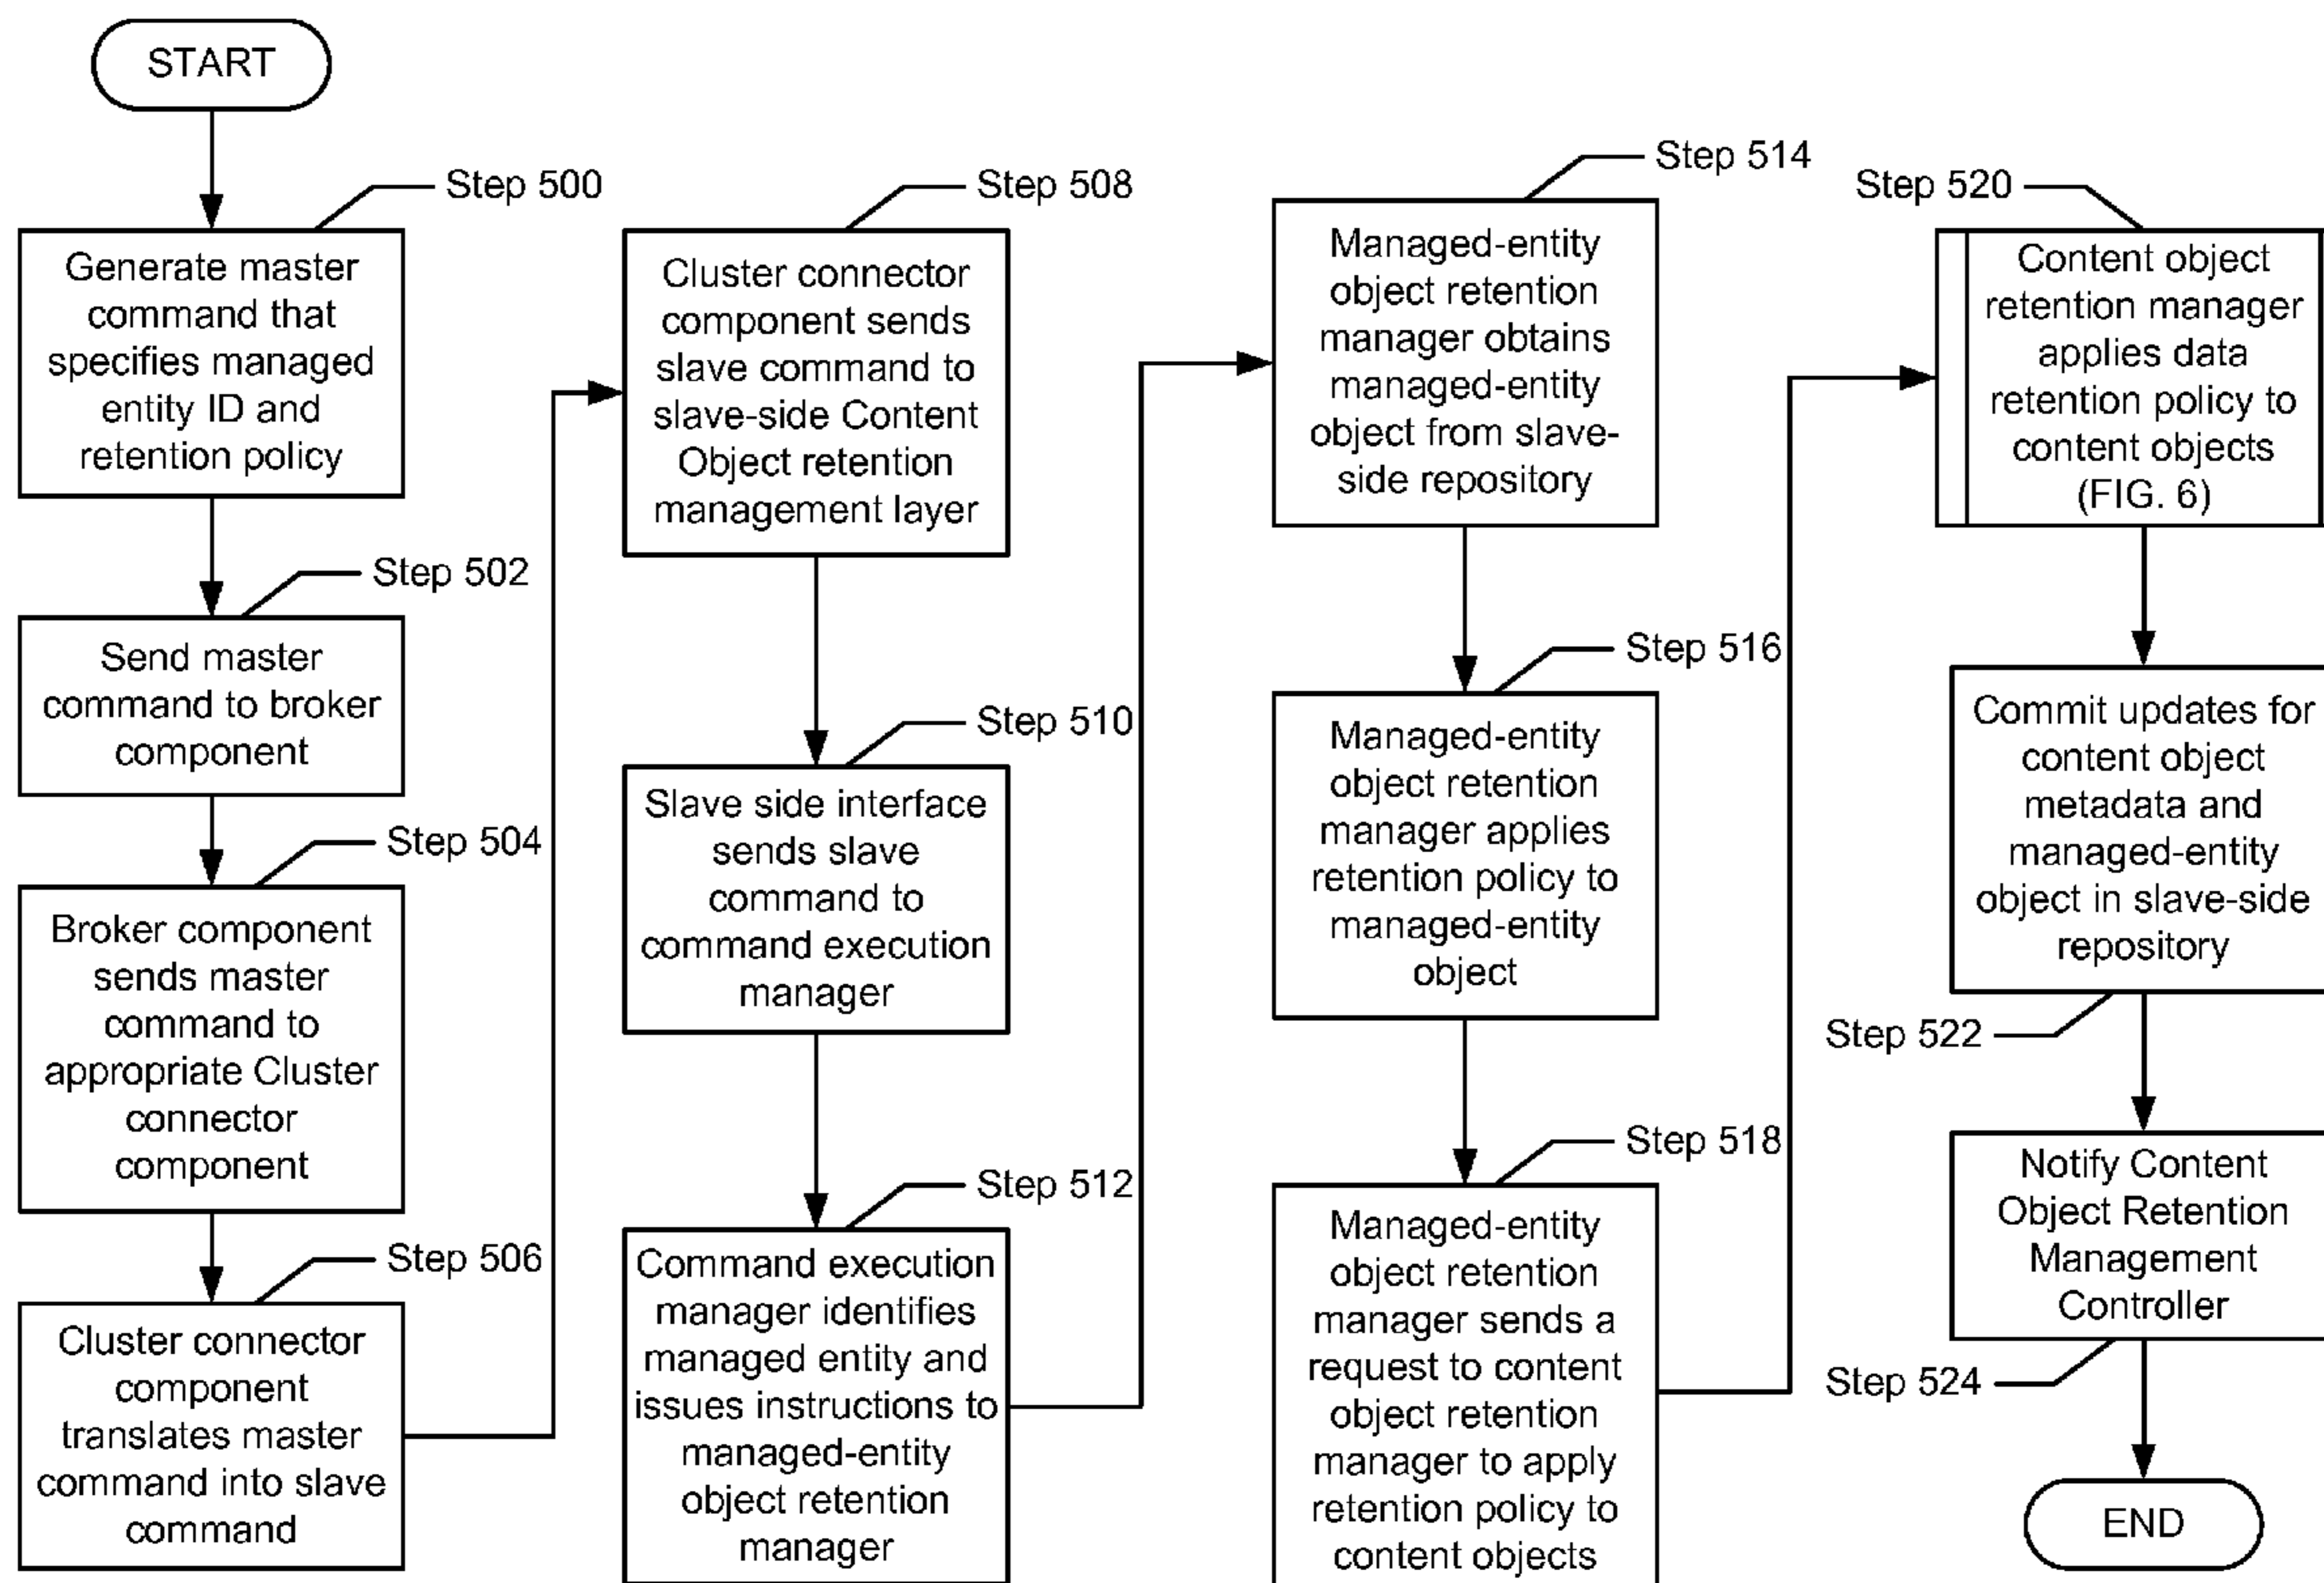 START
Step 500
Generate master
command that
specifies managed
entity ID and
retention policy
Step 502
Send master
command to broker
component
Step 504
Broker component
sends master
command to
appropriate Cluster
connector
component
Step 506
Cluster connector
component
translates master
command into slave
command
Step 508
Cluster connector
component sends
slave command to
slave-side Content
Object retention
management layer
Step 510
Slave side interface
sends slave
command to
command execution
manager
Step 512
Command execution
manager identifies
managed entity and
issues instructions to
managed-entity
object retention
manager
Step 514
Managed-entity
object retention
manager obtains
managed-entity
object from slave-
side repository
Step 516
Managed-entity
object retention
manager applies
retention policy to
managed-entity
object
Step 518
Managed-entity
object retention
manager sends a
request to content
object retention
manager to apply
retention policy to
content objects
Step 520
Content object
retention manager
applies data
retention policy to
content objects
(FIG. 6)
Commit updates for
content object
metadata and
managed-entity
object in slave-side
repository
Step 522
Notify Content
Object Retention
Management
Controller
Step 524
END